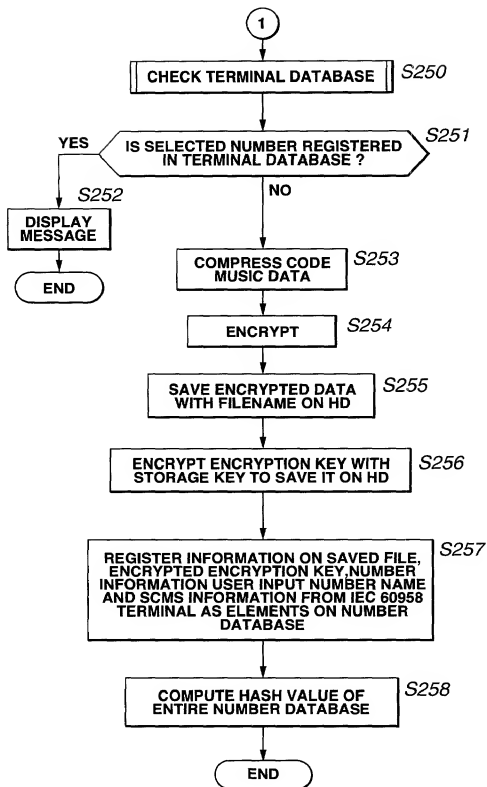 1
CHECK TERMINAL DATABASE
S250
IS SELECTED NUMBER REGISTERED
IN TERMINAL DATABASE ?
S251
YES
NO
S252
DISPLAY
MESSAGE
END
COMPRESS CODE
MUSIC DATA
S253
ENCRYPT
S254
SAVE ENCRYPTED DATA
WITH FILENAME ON HD
S255
ENCRYPT ENCRYPTION KEY WITH
STORAGE KEY TO SAVE IT ON HD
S256
REGISTER INFORMATION ON SAVED FILE,
ENCRYPTED ENCRYPTION KEY,NUMBER
INFORMATION USER INPUT NUMBER NAME
AND SCMS INFORMATION FROM IEC 60958
TERMINAL AS ELEMENTS ON NUMBER
DATABASE
S257
COMPUTE HASH VALUE OF
ENTIRE NUMBER DATABASE
S258
END